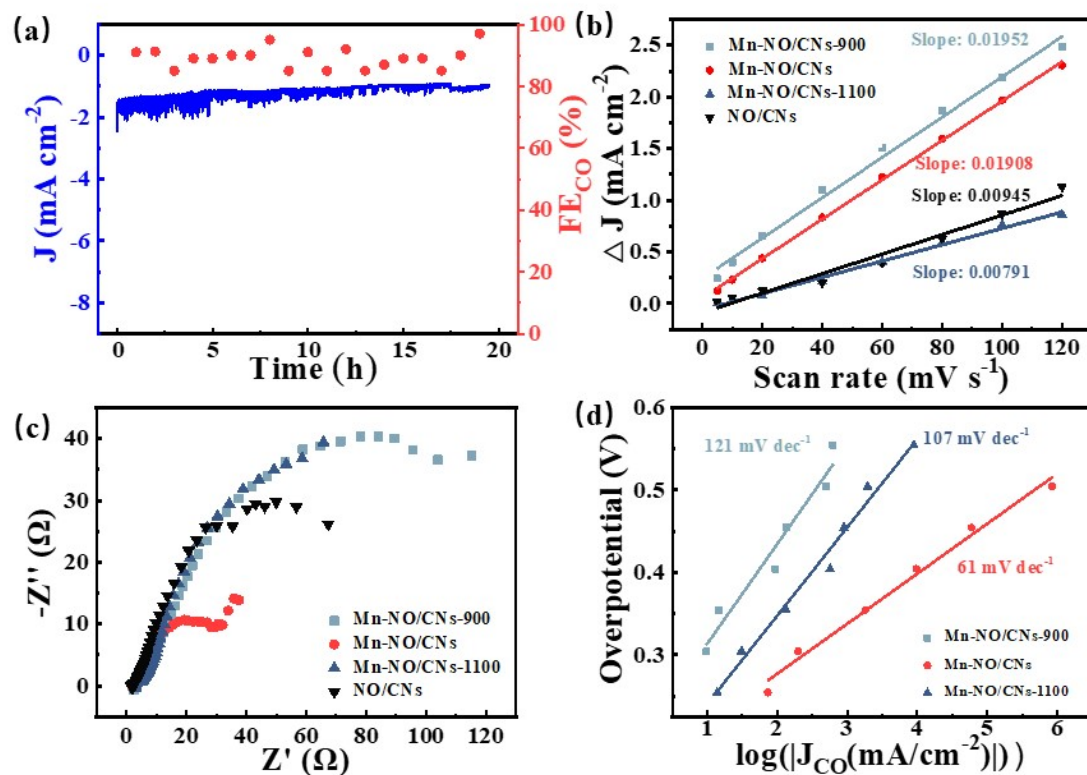 (a)
0
-2
-4
-6
-8
J (mA cm-2)
100
80
60
40
20
0
FECO (%)
0 5 10 15 20
Time (h)
(b)
Mn-NO/CNs-900
Mn-NO/CNs
Mn-NO/CNs-1100
NO/CNs
Slope: 0.01952
Slope: 0.01908
Slope: 0.00945
Slope: 0.00791
2.5
2.0
1.5
1.0
0.5
0.0
△ J (mA cm-2)
0 20 40 60 80 100 120
Scan rate (mV s-1)
(c)
40
30
20
10
0
-Z'' (Ω)
Mn-NO/CNs-900
Mn-NO/CNs
Mn-NO/CNs-1100
NO/CNs
0 20 40 60 80 100 120
Z' (Ω)
(d)
0.6
0.5
0.4
0.3
Overpotential (V)
121 mV dec-1
107 mV dec-1
61 mV dec-1
Mn-NO/CNs-900
Mn-NO/CNs
Mn-NO/CNs-1100
1 2 3 4 5 6
log(|JCO(mA/cm-2)|) )